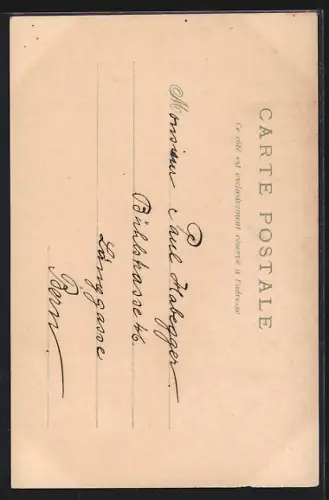 CARTE POSTALE
Ce côté est exclusivement réservé à l'adresse
Monsieur Paul Habegger.
Bühlstrasse 46.
Länggasse
Bern.